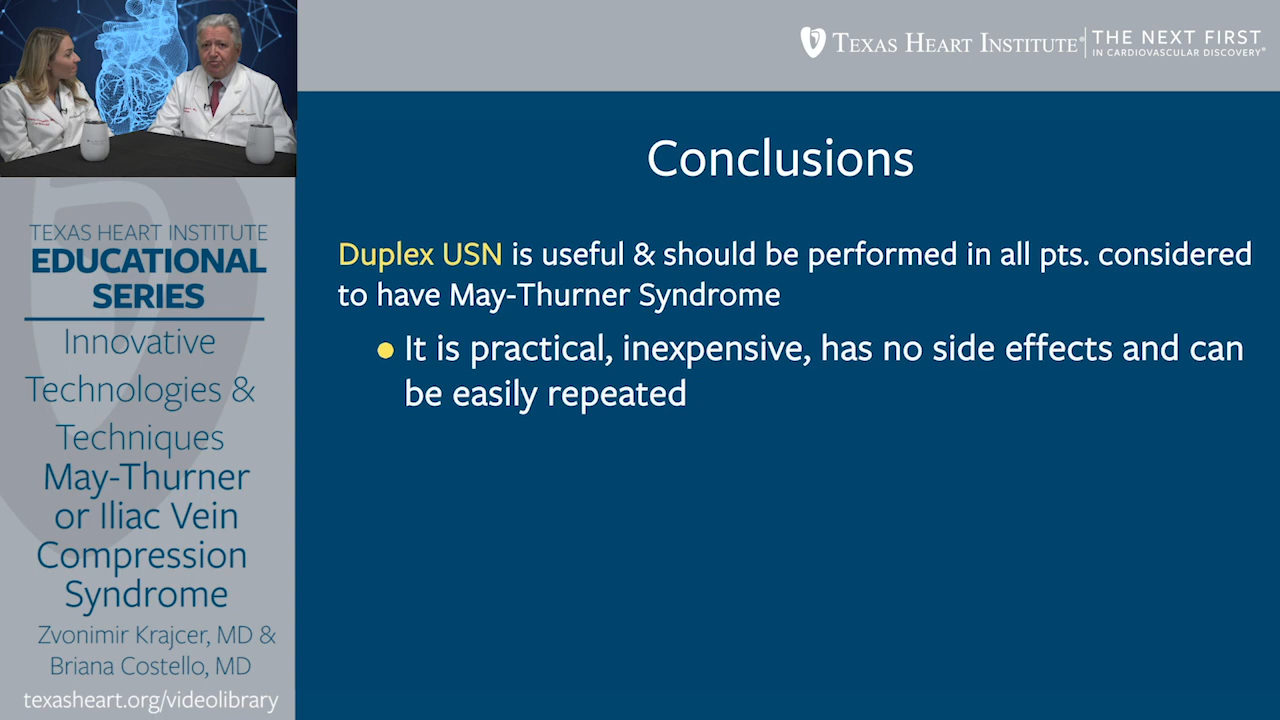 TEXAS HEART INSTITUTE®
THE NEXT FIRST
IN CARDIOVASCULAR DISCOVERY®
TEXAS HEART INSTITUTE
EDUCATIONAL
SERIES
Innovative
Technologies &
Techniques
May-Thurner
or Iliac Vein
Compression
Syndrome
Zvonimir Krajcer, MD &
Briana Costello, MD
texasheart.org/videolibrary
Conclusions
Duplex USN is useful & should be performed in all pts. considered
to have May-Thurner Syndrome
• It is practical, inexpensive, has no side effects and can
be easily repeated